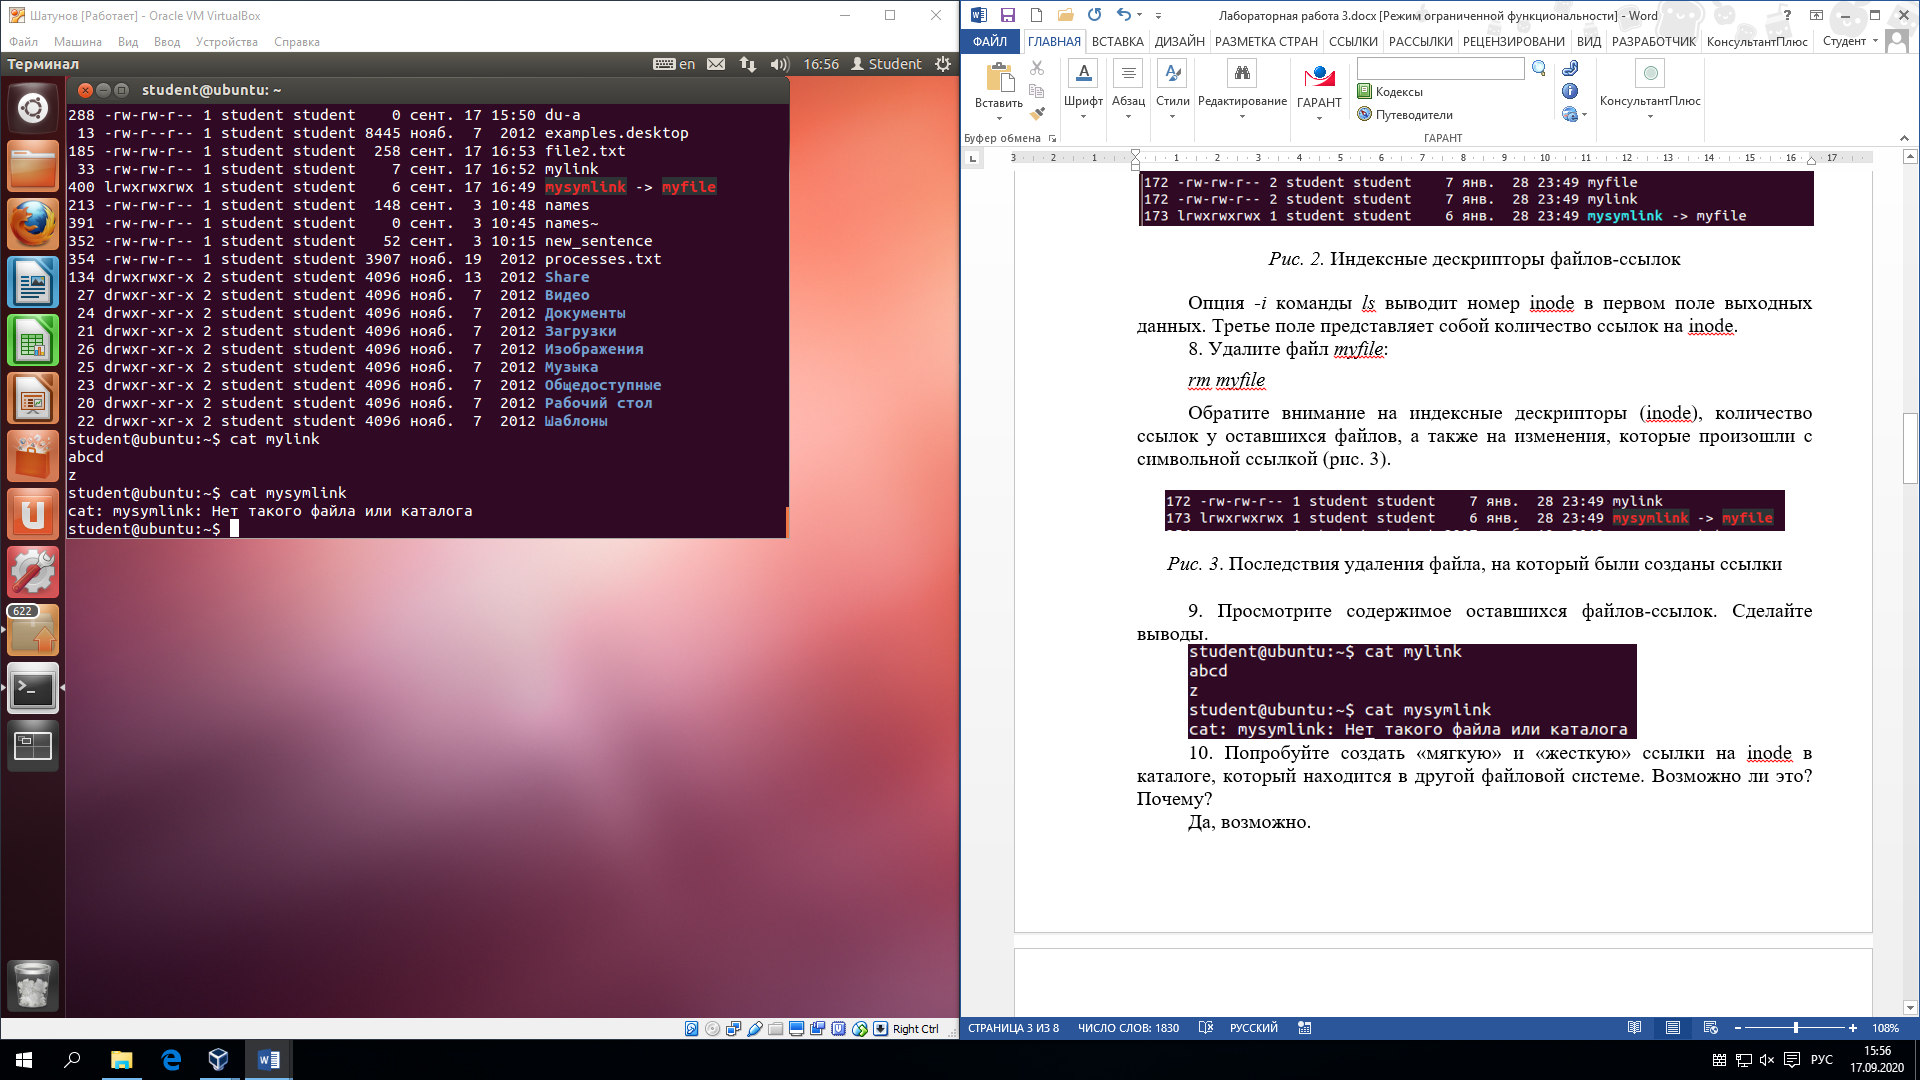 Шатунов [Работает] - Oracle VM VirtualBox
Файл Машина Вид Ввод Устройства Справка
Терминал en 16:56 Student
student@ubuntu: ~
288 -rw-rw-r-- 1 student student    0 сент. 17 15:50 du-a
13 -rw-r--r-- 1 student student 8445 нояб.  7  2012 examples.desktop
185 -rw-rw-r-- 1 student student  258 сент. 17 16:53 file2.txt
33 -rw-rw-r-- 1 student student    7 сент. 17 16:52 mylink
400 lrwxrwxrwx 1 student student    6 сент. 17 16:49 mysymlink -> myfile
213 -rw-rw-r-- 1 student student  148 сент.  3 10:48 names
391 -rw-rw-r-- 1 student student    0 сент.  3 10:45 names~
352 -rw-rw-r-- 1 student student   52 сент.  3 10:15 new_sentence
354 -rw-rw-r-- 1 student student 3907 нояб. 19  2012 processes.txt
134 drwxrwxr-x 2 student student 4096 нояб. 13  2012 Share
27 drwxr-xr-x 2 student student 4096 нояб.  7  2012 Видео
24 drwxr-xr-x 2 student student 4096 нояб.  7  2012 Документы
21 drwxr-xr-x 2 student student 4096 нояб.  7  2012 Загрузки
26 drwxr-xr-x 2 student student 4096 нояб.  7  2012 Изображения
25 drwxr-xr-x 2 student student 4096 нояб.  7  2012 Музыка
23 drwxr-xr-x 2 student student 4096 нояб.  7  2012 Общедоступные
20 drwxr-xr-x 2 student student 4096 нояб.  7  2012 Рабочий стол
22 drwxr-xr-x 2 student student 4096 нояб.  7  2012 Шаблоны
student@ubuntu:~$ cat mylink
abcd
z
student@ubuntu:~$ cat mysymlink
cat: mysymlink: Нет такого файла или каталога
student@ubuntu:~$
622
Right Ctrl
Лабораторная работа 3.docx [Режим ограниченной функциональности] - Word
ФАЙЛ ГЛАВНАЯ ВСТАВКА ДИЗАЙН РАЗМЕТКА СТРАН ССЫЛКИ РАССЫЛКИ РЕЦЕНЗИРОВАНИ ВИД РАЗРАБОТЧИК КонсультантПлюс Студент
Вставить Шрифт Абзац Стили Редактирование ГАРАНТ Кодексы Путеводители КонсультантПлюс
Буфер обмена ГАРАНТ
3 2 1 1 2 3 4 5 6 7 8 9 10 11 12 13 14 15 16 17
172 -rw-rw-r-- 2 student student    7 янв.  28 23:49 myfile
172 -rw-rw-r-- 2 student student    7 янв.  28 23:49 mylink
173 lrwxrwxrwx 1 student student    6 янв.  28 23:49 mysymlink -> myfile
Рис. 2. Индексные дескрипторы файлов-ссылок
Опция -i команды ls выводит номер inode в первом поле выходных
данных. Третье поле представляет собой количество ссылок на inode.
8. Удалите файл myfile:
rm myfile
Обратите внимание на индексные дескрипторы (inode), количество
ссылок у оставшихся файлов, а также на изменения, которые произошли с
символьной ссылкой (рис. 3).
172 -rw-rw-r-- 1 student student    7 янв.  28 23:49 mylink
173 lrwxrwxrwx 1 student student    6 янв.  28 23:49 mysymlink -> myfile
Рис. 3. Последствия удаления файла, на который были созданы ссылки
9. Просмотрите содержимое оставшихся файлов-ссылок. Сделайте
выводы.
student@ubuntu:~$ cat mylink
abcd
z
student@ubuntu:~$ cat mysymlink
cat: mysymlink: Нет такого файла или каталога
10. Попробуйте создать «мягкую» и «жесткую» ссылки на inode в
каталоге, который находится в другой файловой системе. Возможно ли это?
Почему?
Да, возможно.
СТРАНИЦА 3 ИЗ 8 ЧИСЛО СЛОВ: 1830 РУССКИЙ 108%
РУС 15:56
17.09.2020